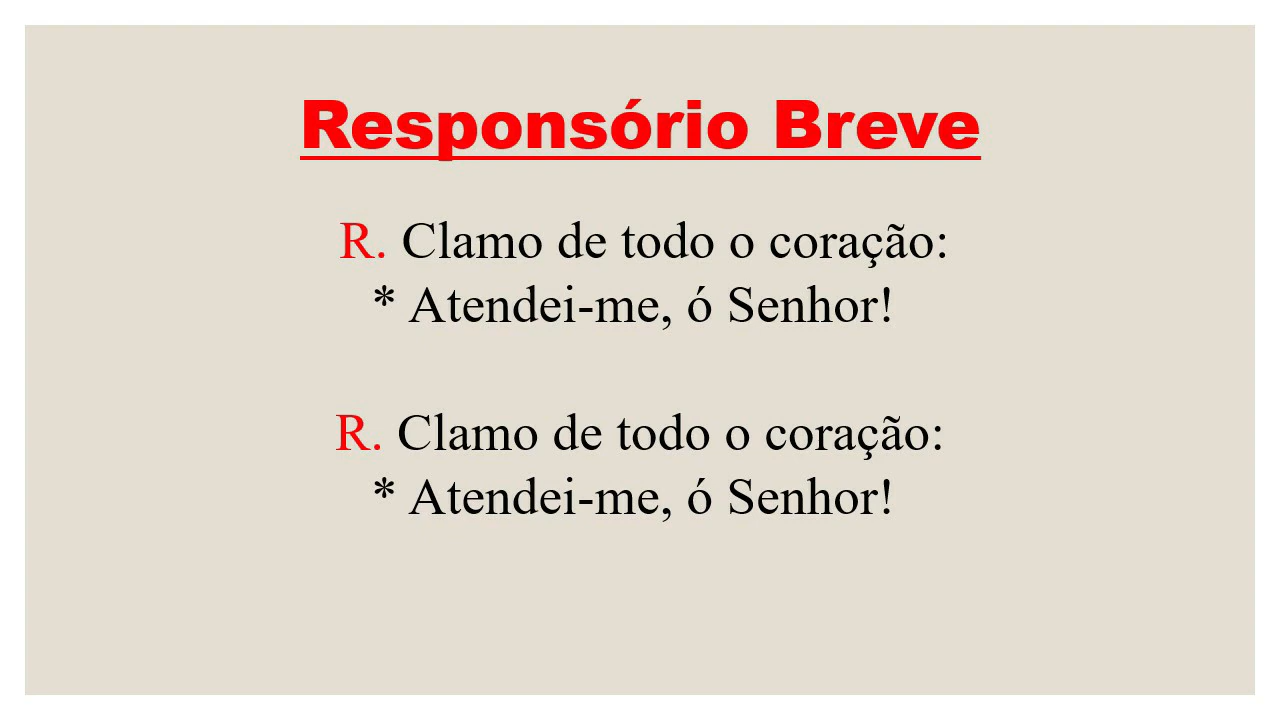 Responsório Breve
R. Clamo de todo o coração:
* Atendei-me, ó Senhor!
R. Clamo de todo o coração:
* Atendei-me, ó Senhor!